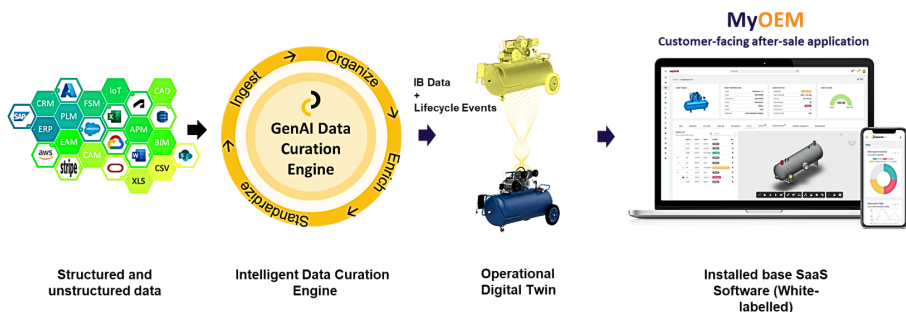 MyOEM
Customer-facing after-sale application
IoT
CAD
CRM
FSM
SAP
PLM
ERP
salesforce
APM
EAM
BIM
aws
CAM
CSV
stripe
XLS
Ingest
Organize
Enrich
Standardize
GenAI Data
Curation
Engine
IB Data
+
Lifecycle Events
Structured and
unstructured data
Intelligent Data Curation
Engine
Operational
Digital Twin
Installed base SaaS
Software (White-
labelled)